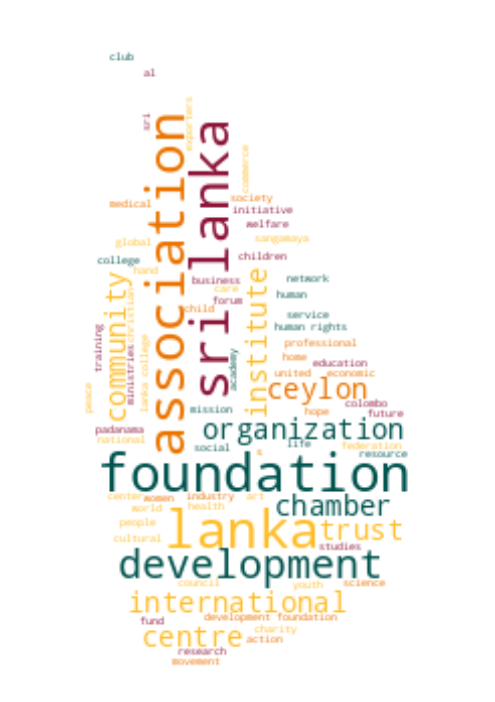 club
al
sri
exporters
association
sri lanka
commerce
medical
society
initiative
welfare
global
sangamaya
college
children
hand
community
christian
business
care
forum
institute
network
human
child
service
human rights
training
ministries
lanka college
professional
academy
home
education
united
economic
peace
ceylon
mission
hope
colombo
future
padanama
organization
national
social
life
federation
s
resource
foundation
center
women
industry
art
world
health
chamber
people
lanka
trust
cultural
studies
development
council
youth
science
international
fund
development foundation
centre
charity
action
research
movement